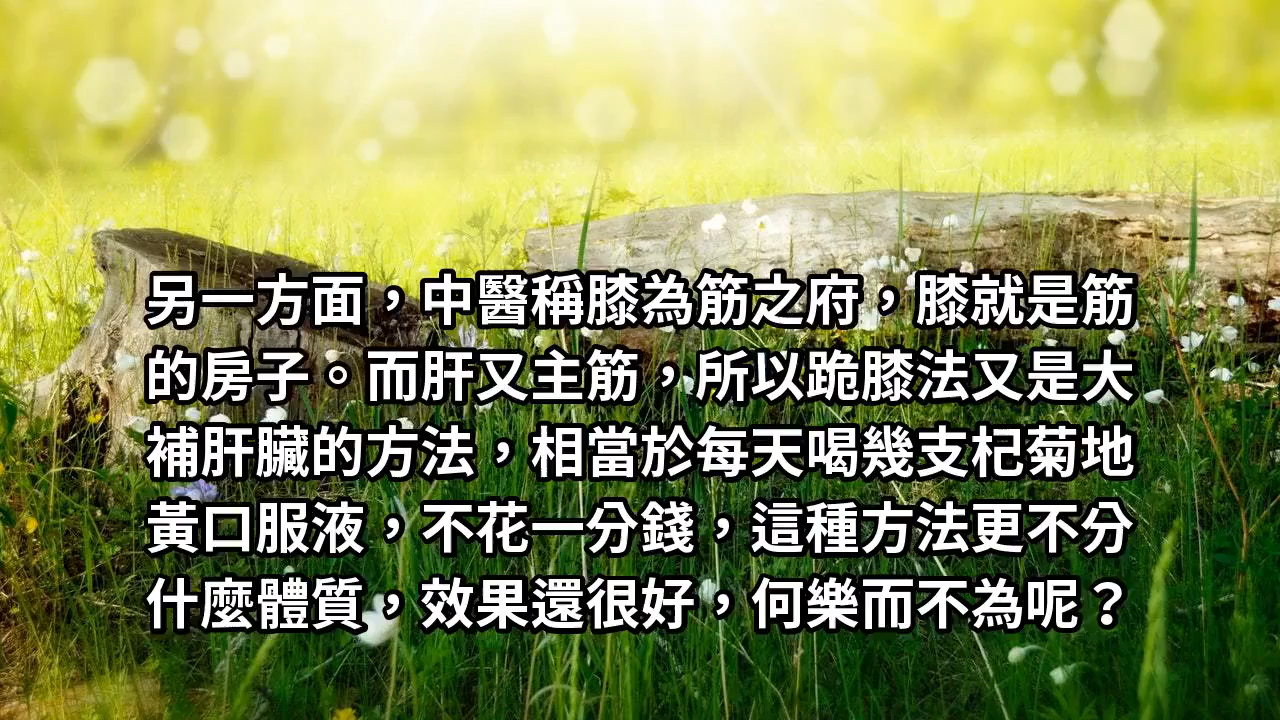 另一方面，中醫稱膝為筋之府，膝就是筋
的房子。而肝又主筋，所以跪膝法又是大
補肝臟的方法，相當於每天喝幾支杞菊地
黃口服液，不花一分錢，這種方法更不分
什麼體質，效果還很好，何樂而不為呢？